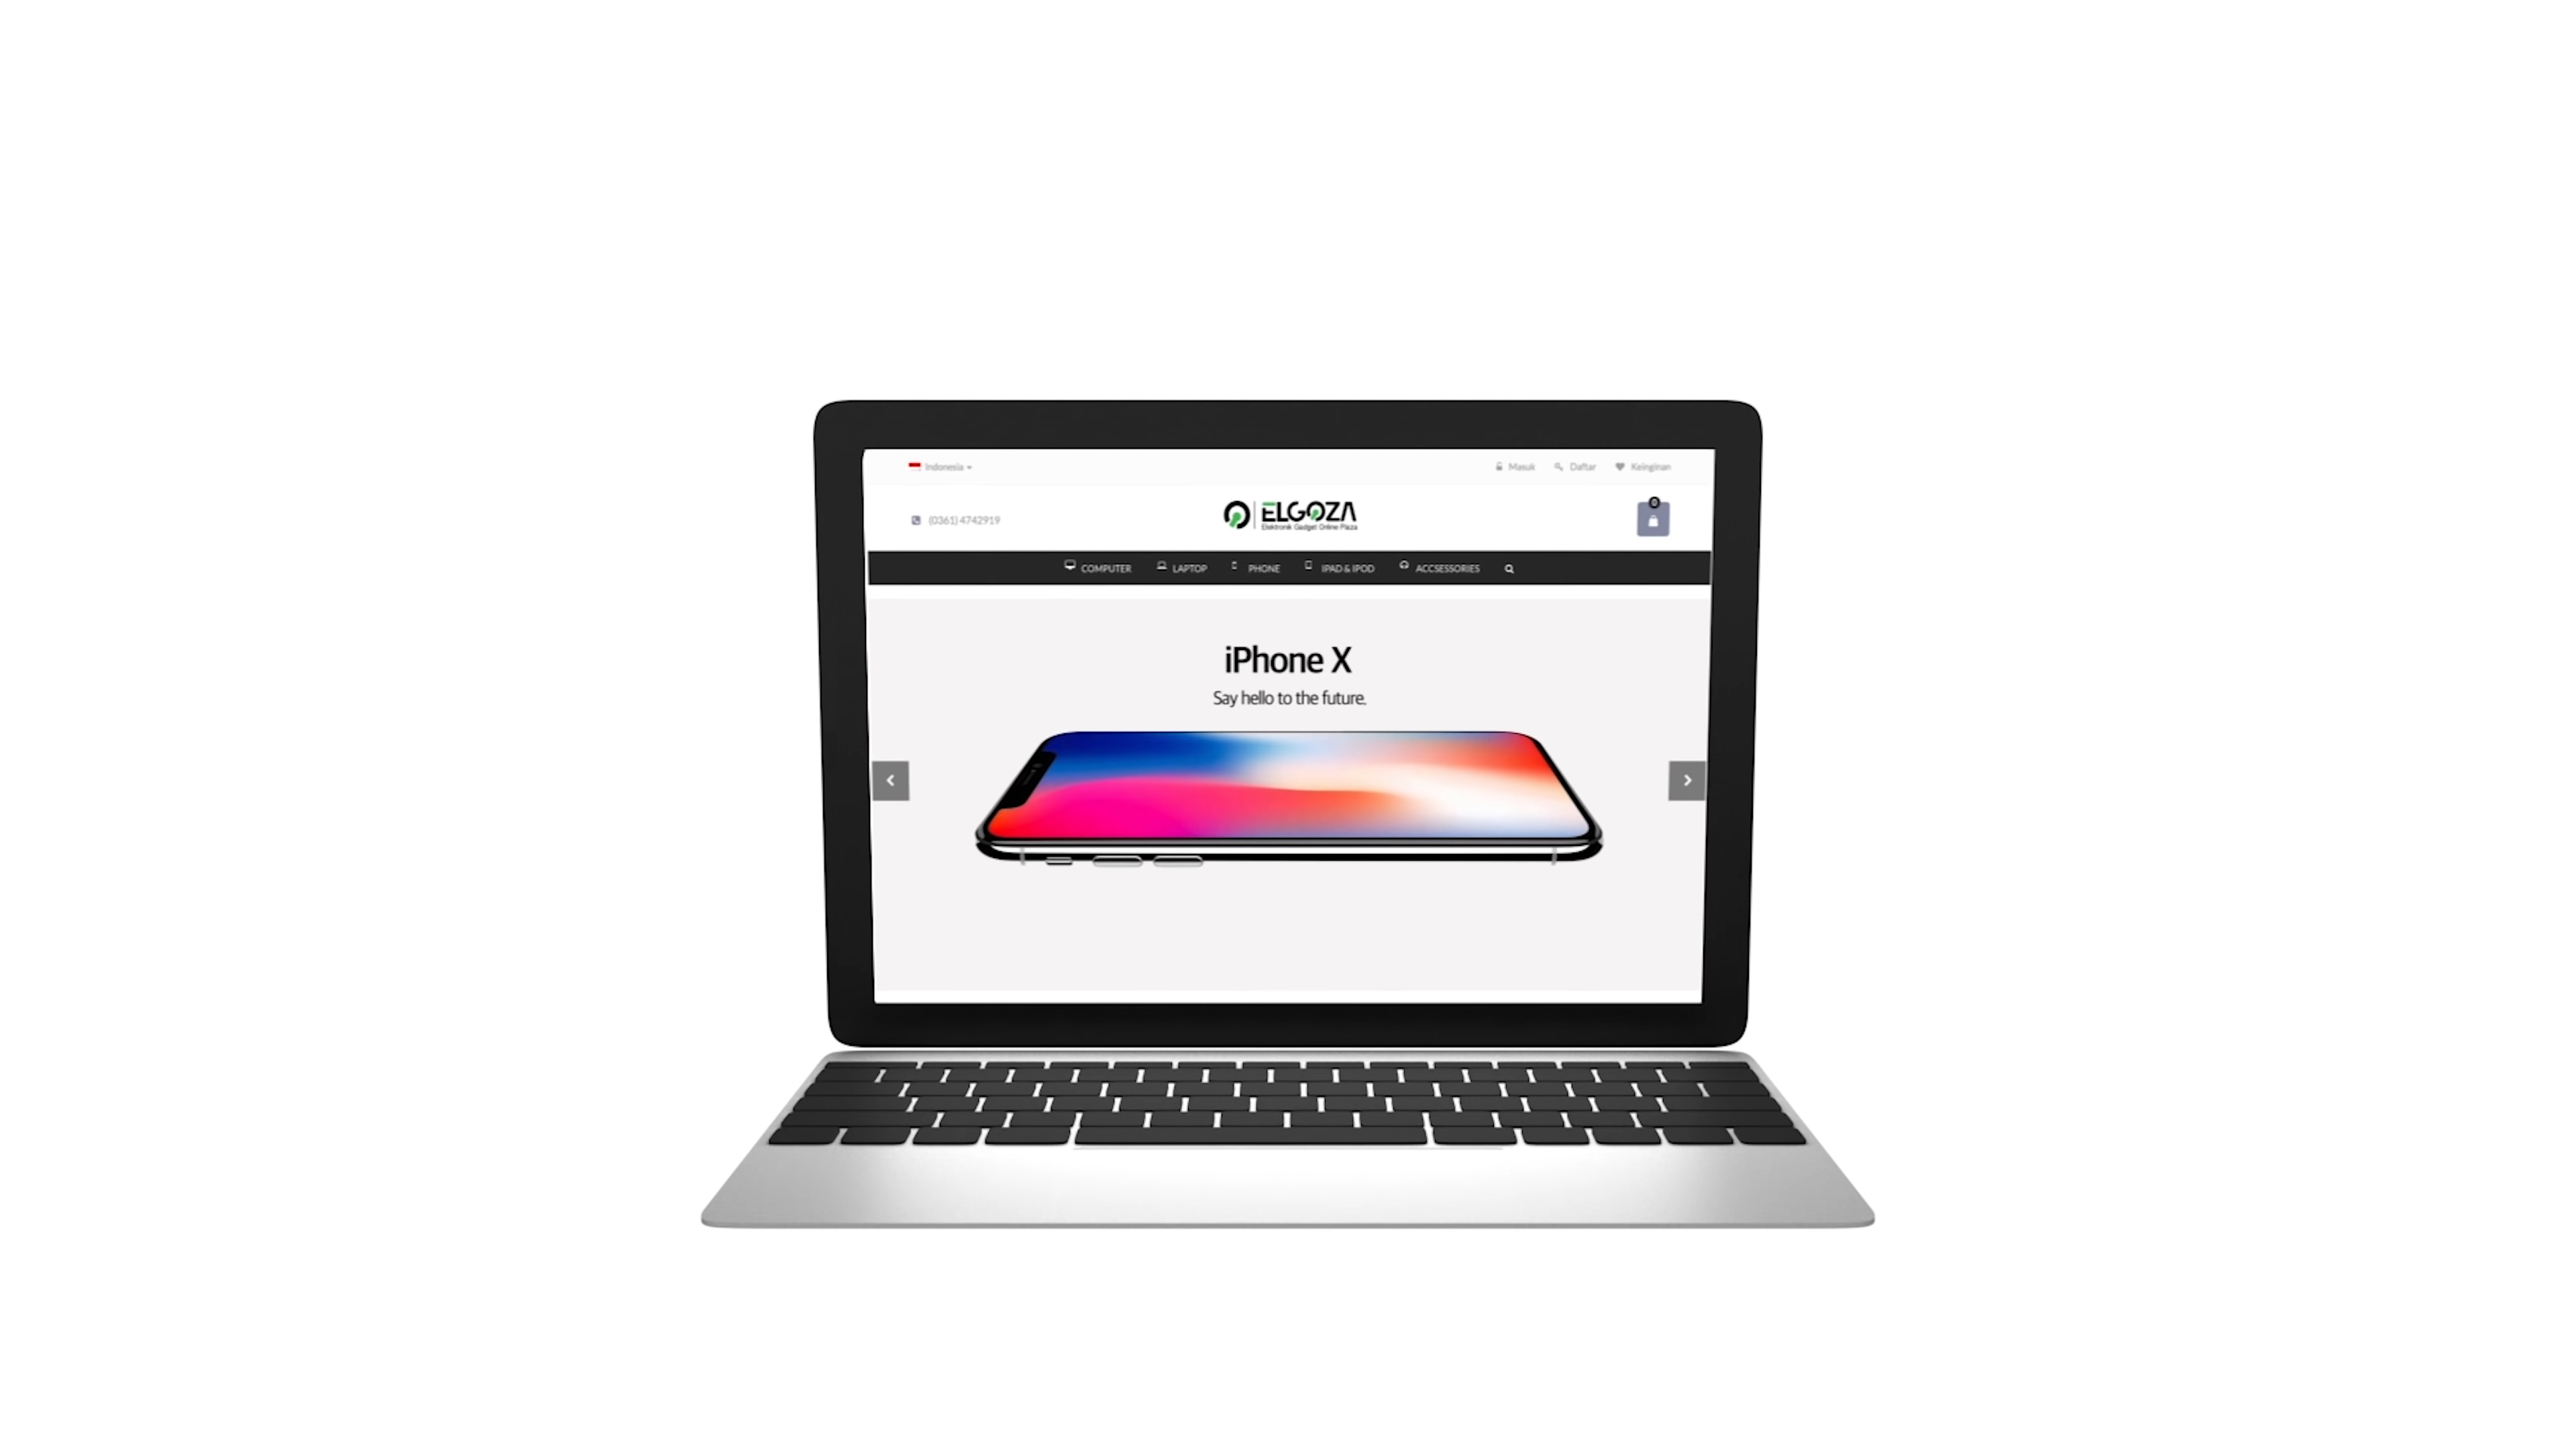 Indonesia
Masuk Daftar Keinginan
(0361) 4742919
ELGOZA
Elektronik Gadget Online Plaza
0
COMPUTER LAPTOP PHONE IPAD & IPOD ACCSESSORIES
iPhone X
Say hello to the future.